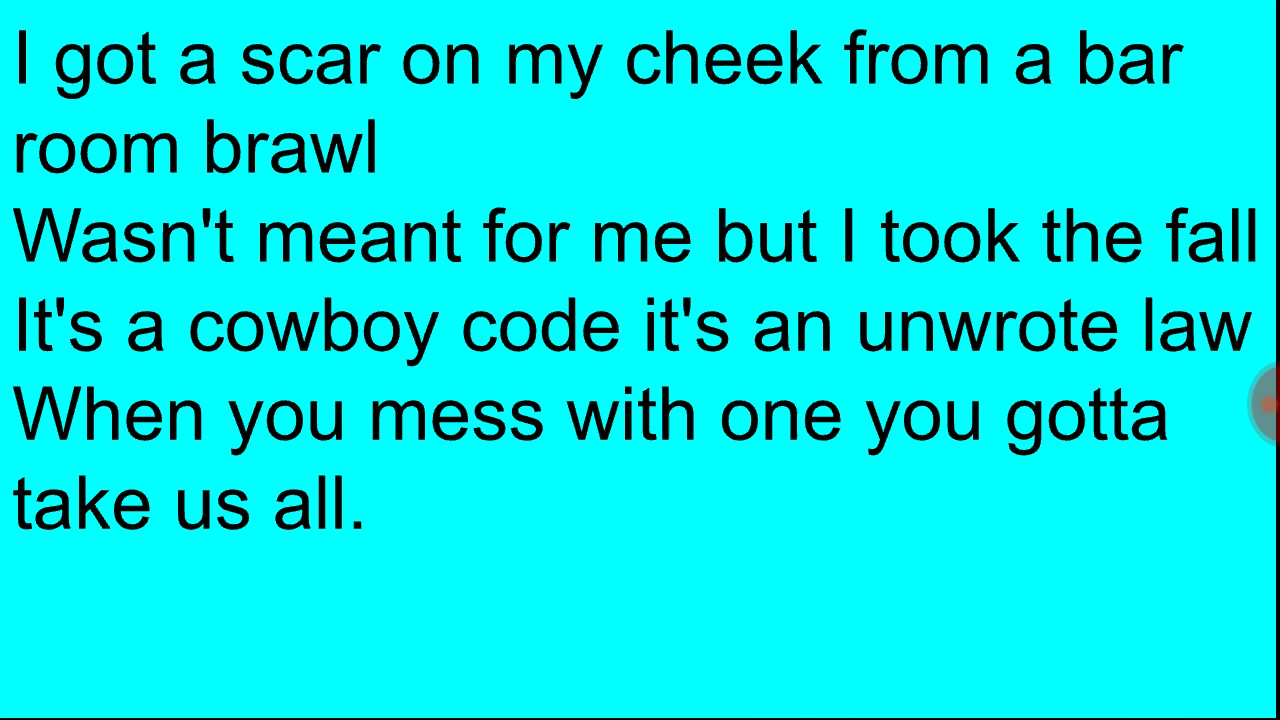 I got a scar on my cheek from a bar
room brawl
Wasn't meant for me but I took the fall
It's a cowboy code it's an unwrote law
When you mess with one you gotta
take us all.